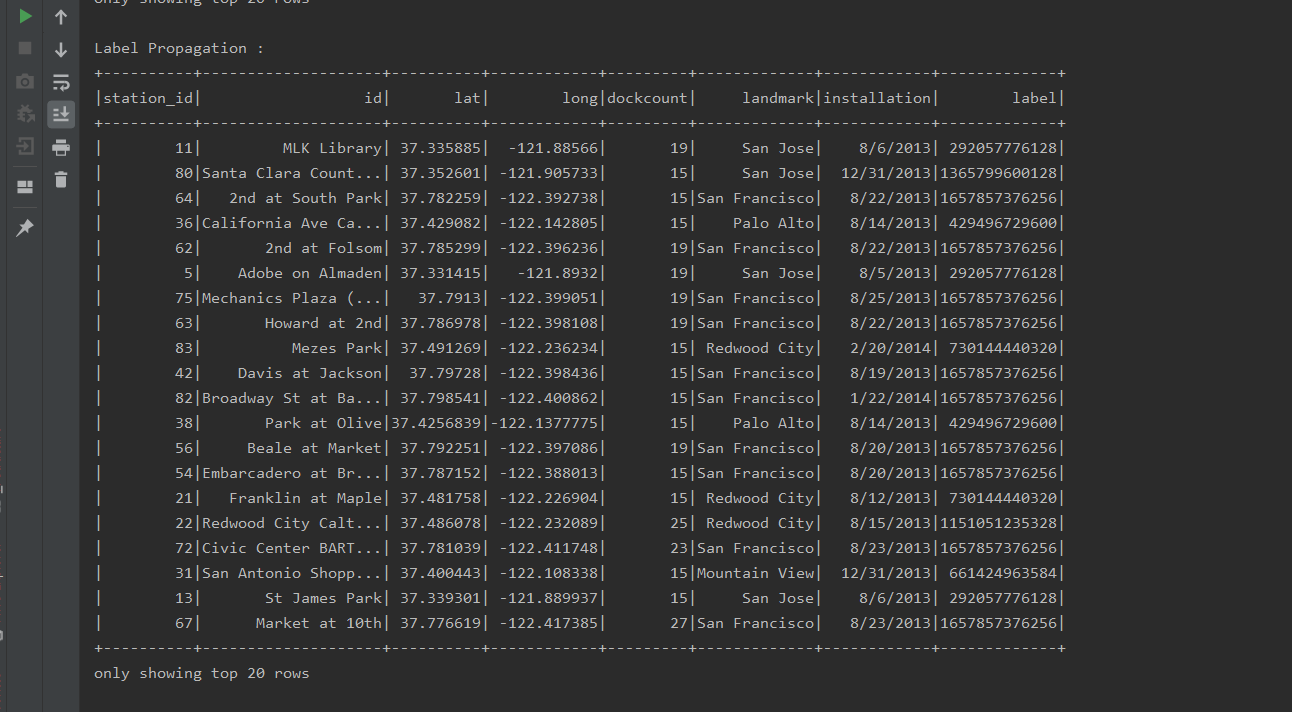 only showing top 20 rows
Label Propagation :
+----------+--------------------+----------+------------+---------+-------------+------------+-------------+
|station_id|                  id|       lat|        long|dockcount|     landmark|installation|        label|
+----------+--------------------+----------+------------+---------+-------------+------------+-------------+
|        11|         MLK Library| 37.335885|  -121.88566|       19|     San Jose|    8/6/2013| 292057776128|
|        80|Santa Clara Count...| 37.352601| -121.905733|       15|     San Jose|  12/31/2013|1365799600128|
|        64|   2nd at South Park| 37.782259| -122.392738|       15|San Francisco|   8/22/2013|1657857376256|
|        36|California Ave Ca...| 37.429082| -122.142805|       15|    Palo Alto|   8/14/2013| 429496729600|
|        62|       2nd at Folsom| 37.785299| -122.396236|       19|San Francisco|   8/22/2013|1657857376256|
|         5|    Adobe on Almaden| 37.331415|   -121.8932|       19|     San Jose|    8/5/2013| 292057776128|
|        75|Mechanics Plaza (...|   37.7913| -122.399051|       19|San Francisco|   8/25/2013|1657857376256|
|        63|       Howard at 2nd| 37.786978| -122.398108|       19|San Francisco|   8/22/2013|1657857376256|
|        83|          Mezes Park| 37.491269| -122.236234|       15| Redwood City|   2/20/2014| 730144440320|
|        42|    Davis at Jackson|  37.79728| -122.398436|       15|San Francisco|   8/19/2013|1657857376256|
|        82|Broadway St at Ba...| 37.798541| -122.400862|       15|San Francisco|   1/22/2014|1657857376256|
|        38|       Park at Olive|37.4256839|-122.1377775|       15|    Palo Alto|   8/14/2013| 429496729600|
|        56|     Beale at Market| 37.792251| -122.397086|       19|San Francisco|   8/20/2013|1657857376256|
|        54|Embarcadero at Br...| 37.787152| -122.388013|       15|San Francisco|   8/20/2013|1657857376256|
|        21|   Franklin at Maple| 37.481758| -122.226904|       15| Redwood City|   8/12/2013| 730144440320|
|        22|Redwood City Calt...| 37.486078| -122.232089|       25| Redwood City|   8/15/2013|1151051235328|
|        72|Civic Center BART...| 37.781039| -122.411748|       23|San Francisco|   8/23/2013|1657857376256|
|        31|San Antonio Shopp...| 37.400443| -122.108338|       15|Mountain View|  12/31/2013| 661424963584|
|        13|       St James Park| 37.339301| -121.889937|       15|     San Jose|    8/6/2013| 292057776128|
|        67|      Market at 10th| 37.776619| -122.417385|       27|San Francisco|   8/23/2013|1657857376256|
+----------+--------------------+----------+------------+---------+-------------+------------+-------------+
only showing top 20 rows